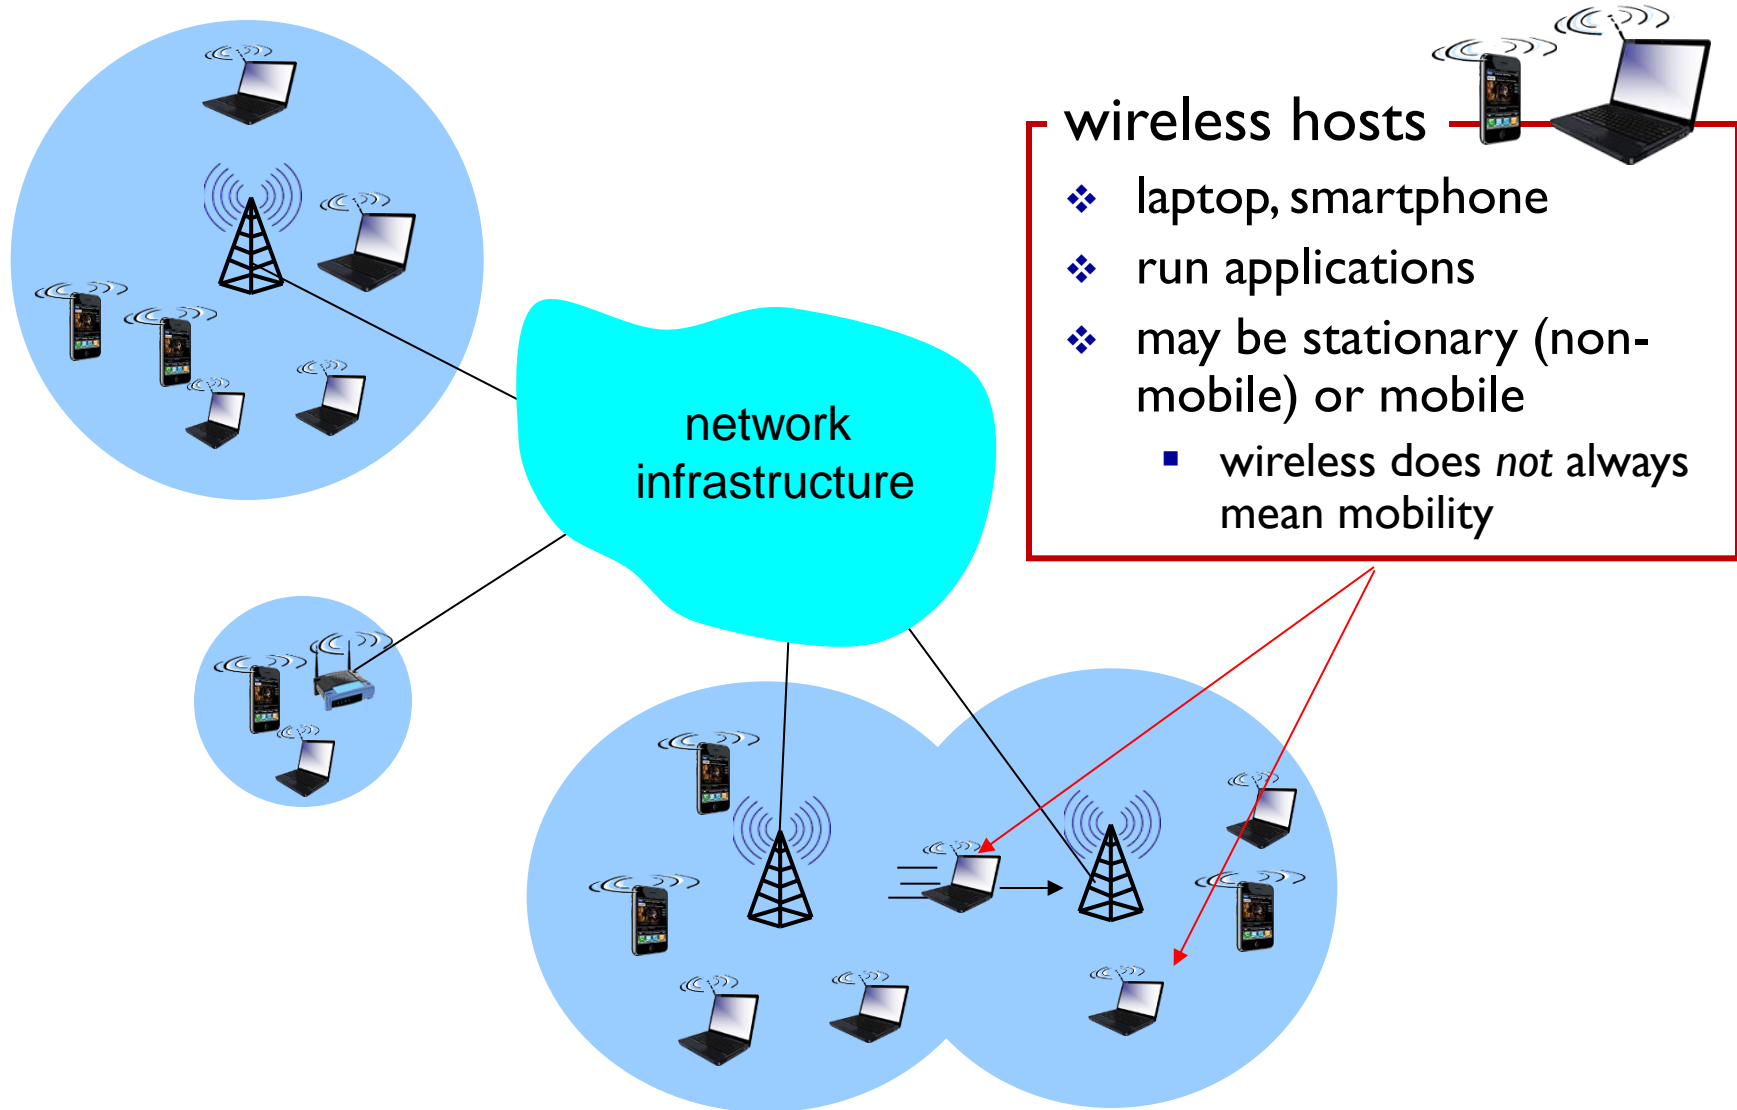 wireless hosts
❖ laptop, smartphone
❖ run applications
❖ may be stationary (non-
mobile) or mobile
▪ wireless does not always
mean mobility
network
infrastructure